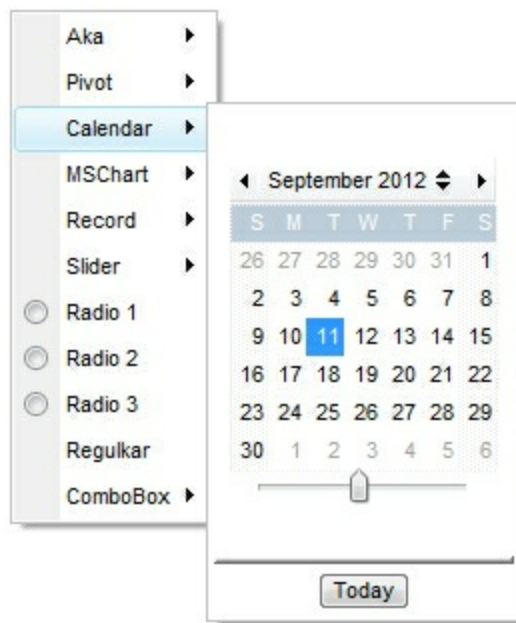 Aka
Pivot
Calendar
MSChart
Record
Slider
Radio 1
Radio 2
Radio 3
Regulkar
ComboBox
September 2012
S M T W T F S
26 27 28 29 30 31 1
2 3 4 5 6 7 8
9 10 11 12 13 14 15
16 17 18 19 20 21 22
23 24 25 26 27 28 29
30 1 2 3 4 5 6
Today